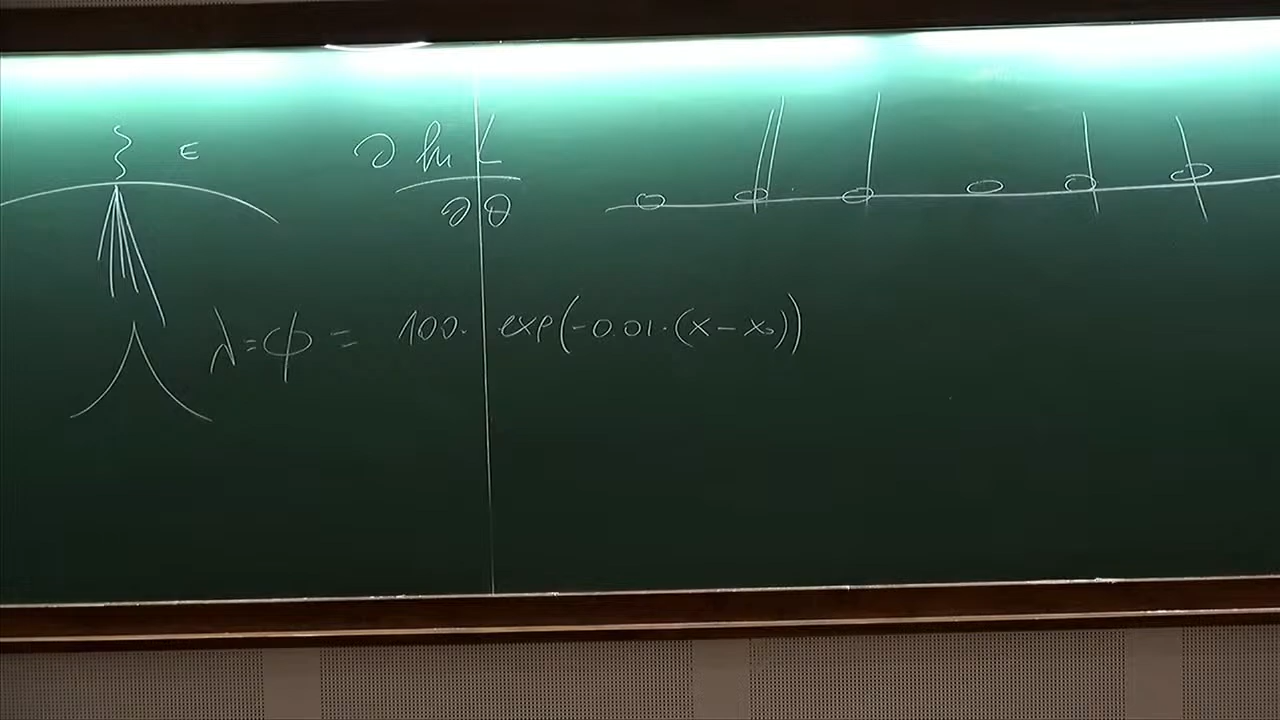 } ϵ
∂ ln L
∂θ
λ=ϕ = 100. exp(-0.01·(x-x₀))